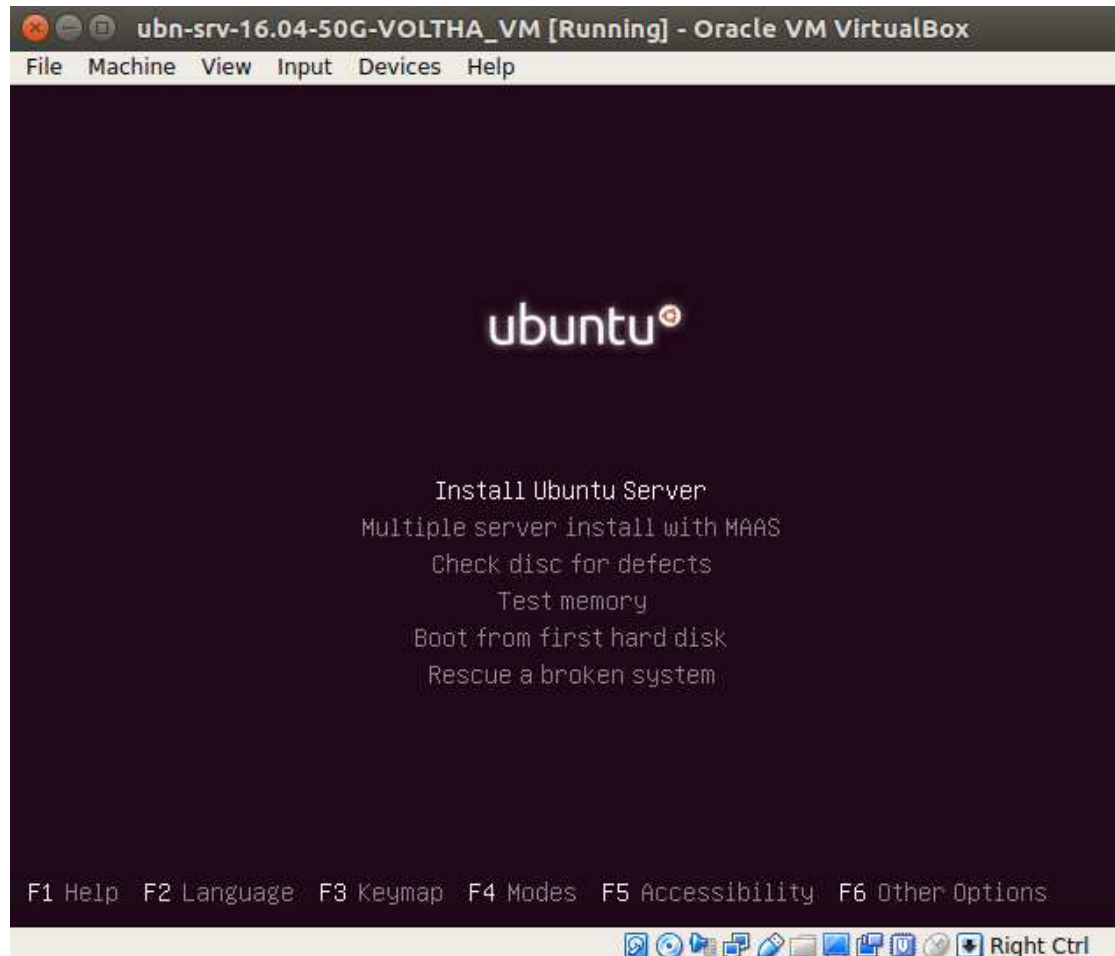 ubn-srv-16.04-50G-VOLTHA_VM [Running] - Oracle VM VirtualBox
File Machine View Input Devices Help
ubuntu
Install Ubuntu Server
Multiple server install with MAAS
Check disc for defects
Test memory
Boot from first hard disk
Rescue a broken system
F1 Help F2 Language F3 Keymap F4 Modes F5 Accessibility F6 Other Options
Right Ctrl